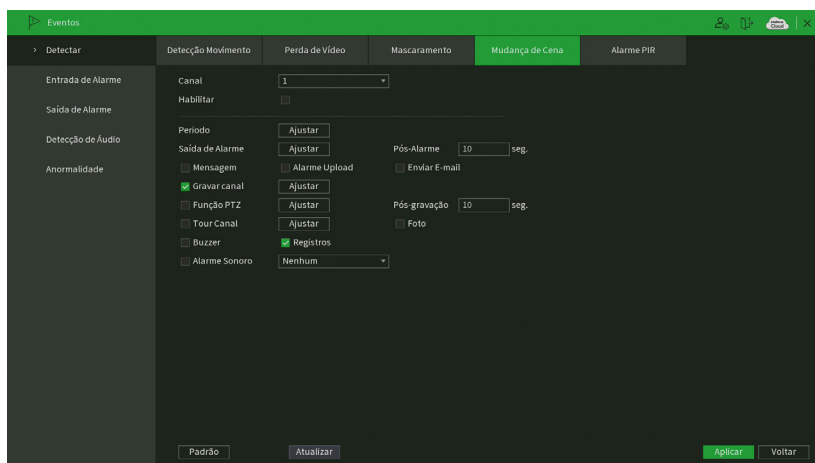 Eventos
Detectar
Entrada de Alarme
Saída de Alarme
Detecção de Áudio
Anormalidade
Detecção Movimento Perda de Vídeo Mascaramento Mudança de Cena Alarme PIR
Canal 1
Habilitar
Periodo Ajustar
Saída de Alarme Ajustar Pós-Alarme 10 seg.
Mensagem Alarme Upload Enviar E-mail
Gravar canal Ajustar
Função PTZ Ajustar Pós-gravação 10 seg.
Tour Canal Ajustar Foto
Buzzer Registros
Alarme Sonoro Nenhum
Padrão Atualizar Aplicar Voltar